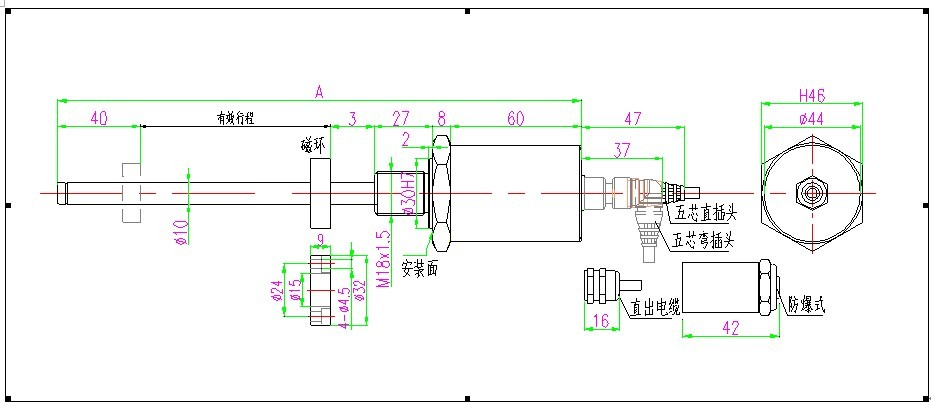 A
H46
40
有效行程
3
27
8
60
47
ø44
磁环
2
37
ø10
ø30H7
M18x1.5
五芯直插头
五芯弯插头
9
安装面
ø24
ø15
4-ø4.5
ø32
直出电缆
16
42
防爆式